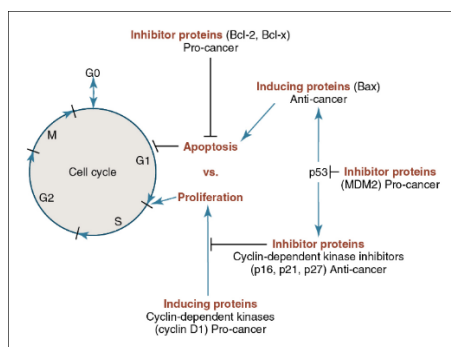 Inhibitor proteins (Bcl-2, Bcl-x)
Pro-cancer
G0
Inducing proteins (Bax)
Anti-cancer
M
G1
Apoptosis
Cell cycle
vs.
p53
Inhibitor proteins
(MDM2) Pro-cancer
G2
Proliferation
S
Inhibitor proteins
Cyclin-dependent kinase inhibitors
(p16, p21, p27) Anti-cancer
Inducing proteins
Cyclin-dependent kinases
(cyclin D1) Pro-cancer